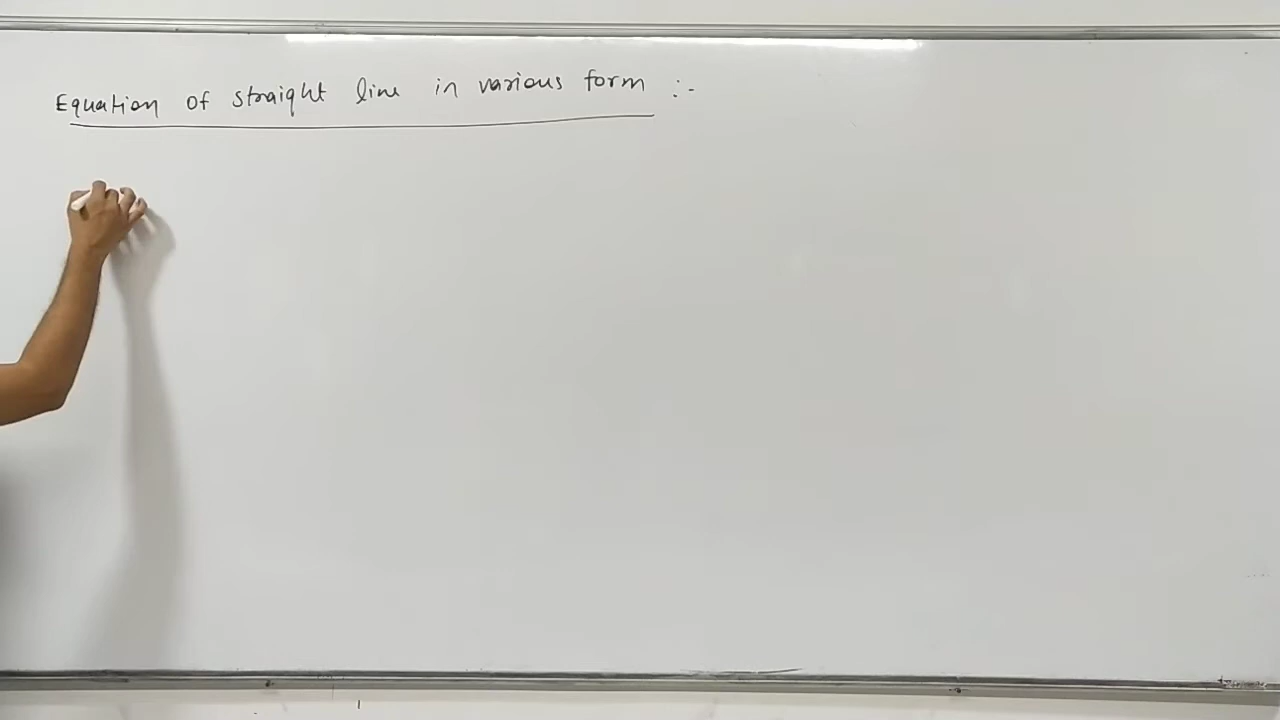 Equation of straight line in various form :-